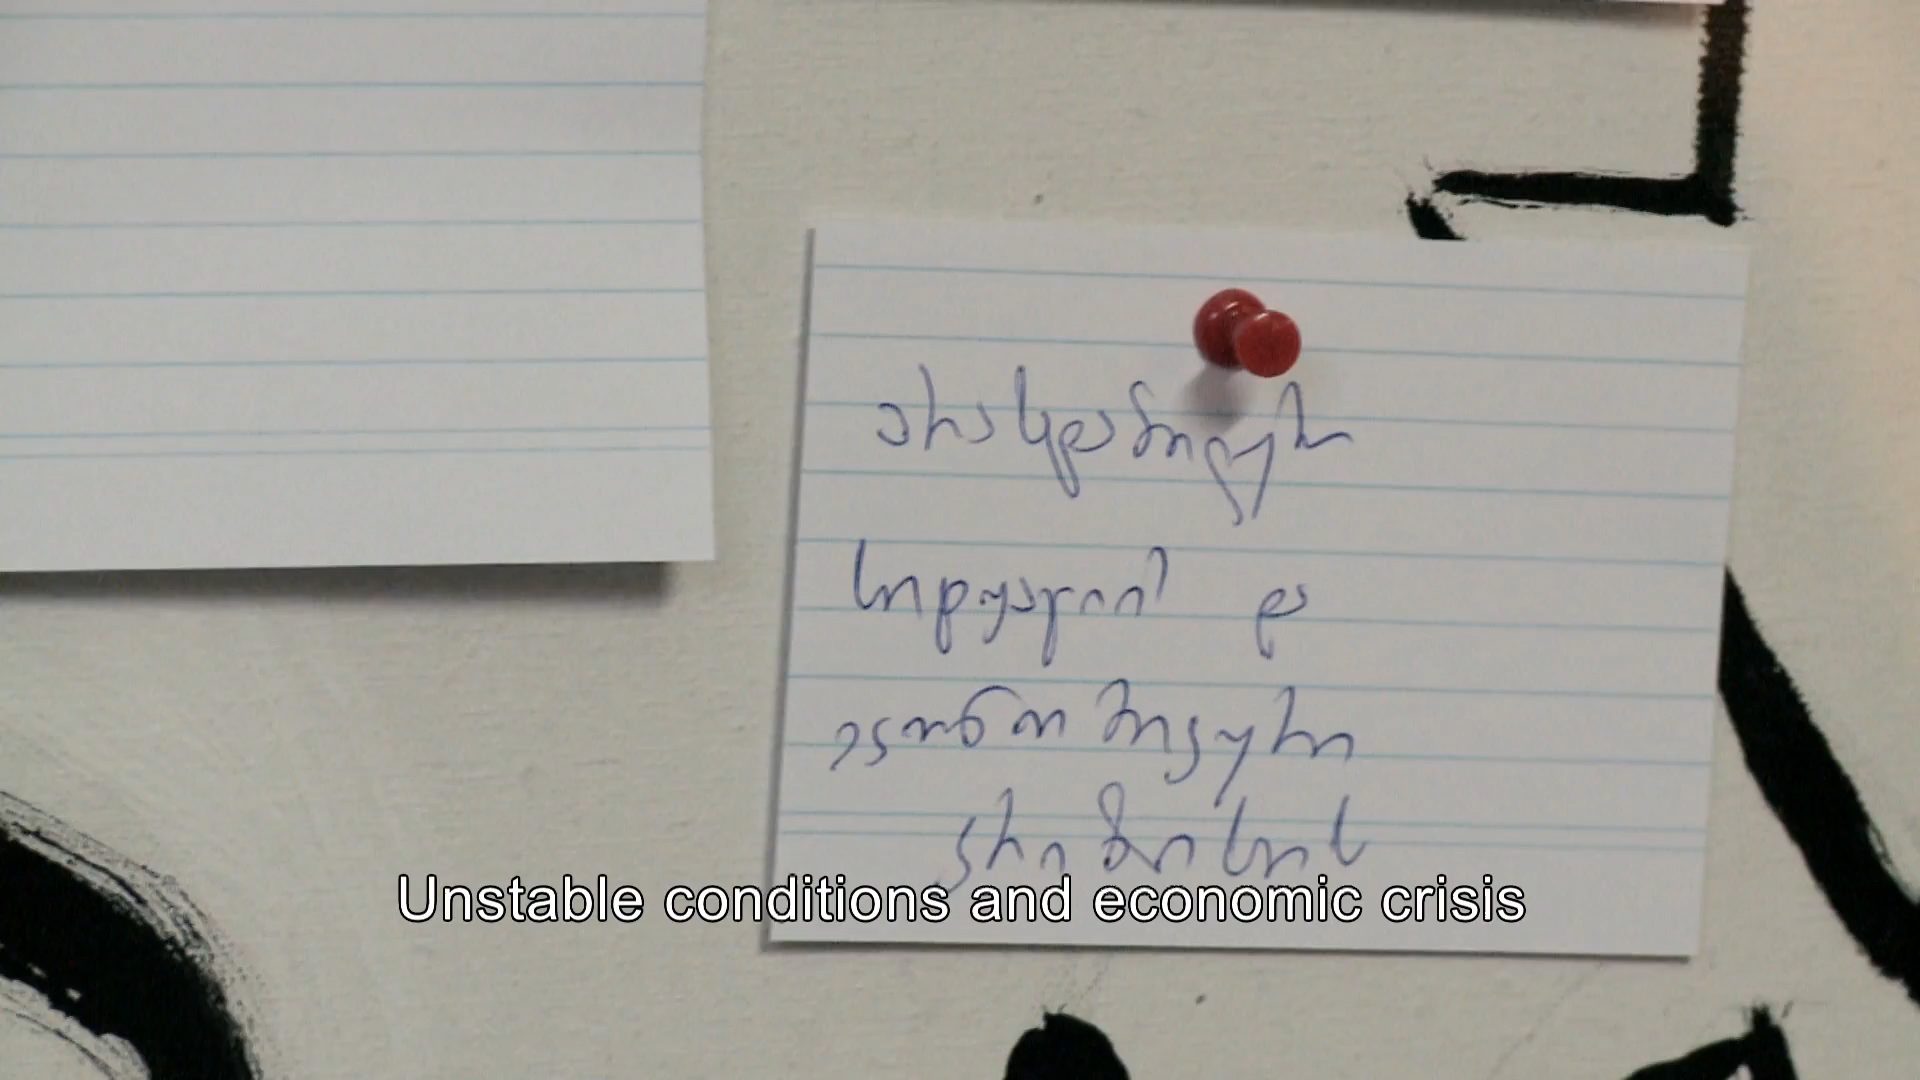 არასტაბილური
სიტუაცია და
ეკონომიკური
კრიზისი
Unstable conditions and economic crisis